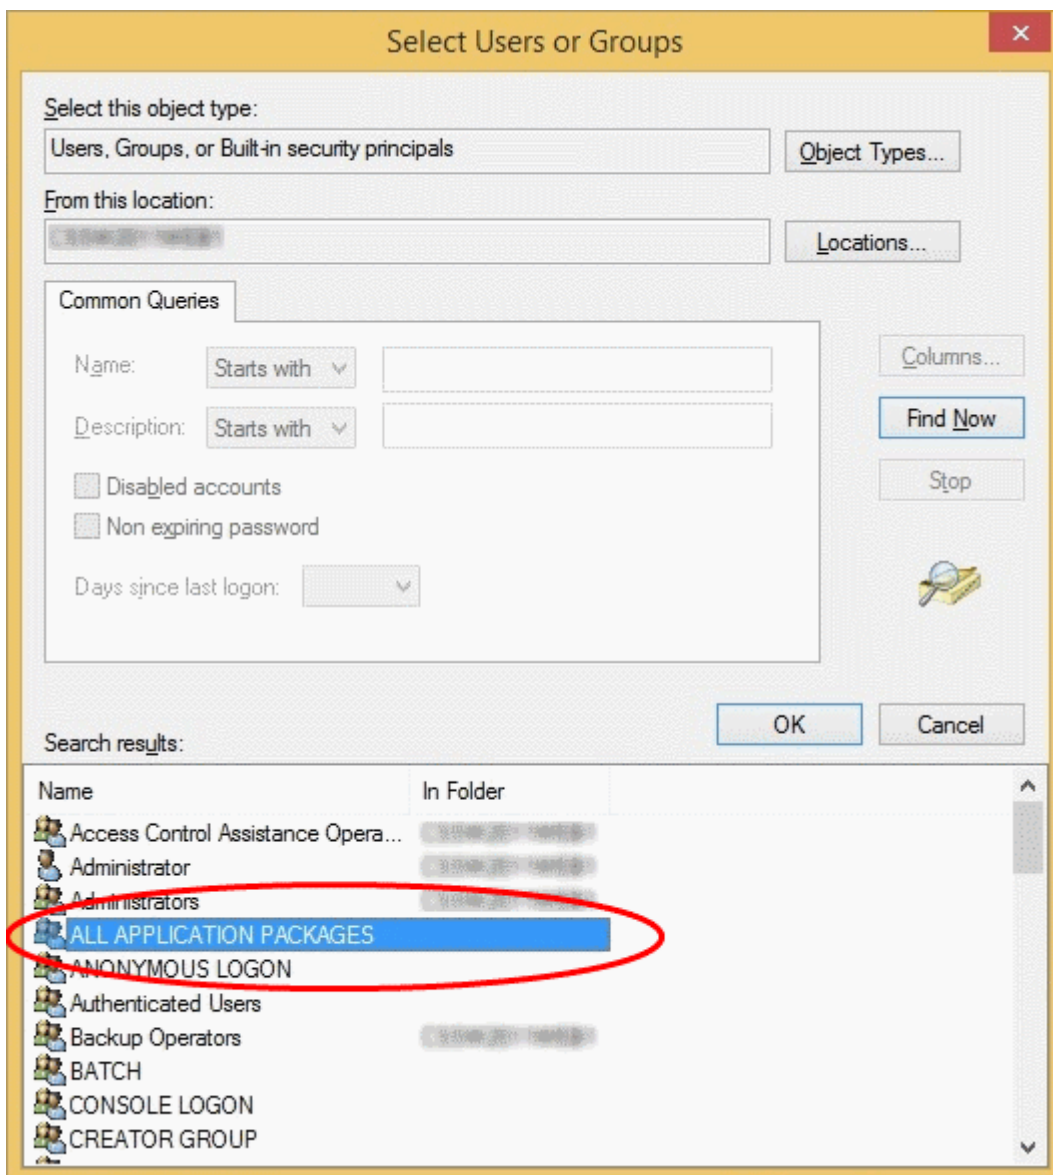 Select Users or Groups
Select this object type:
Users, Groups, or Built-in security principals
Object Types...
From this location:
Locations...
Common Queries
Name:
Starts with
Columns...
Description:
Starts with
Find Now
Disabled accounts
Stop
Non expiring password
Days since last logon:
OK
Cancel
Search results:
Name
In Folder
Access Control Assistance Opera...
Administrator
Administrators
ALL APPLICATION PACKAGES
ANONYMOUS LOGON
Authenticated Users
Backup Operators
BATCH
CONSOLE LOGON
CREATOR GROUP